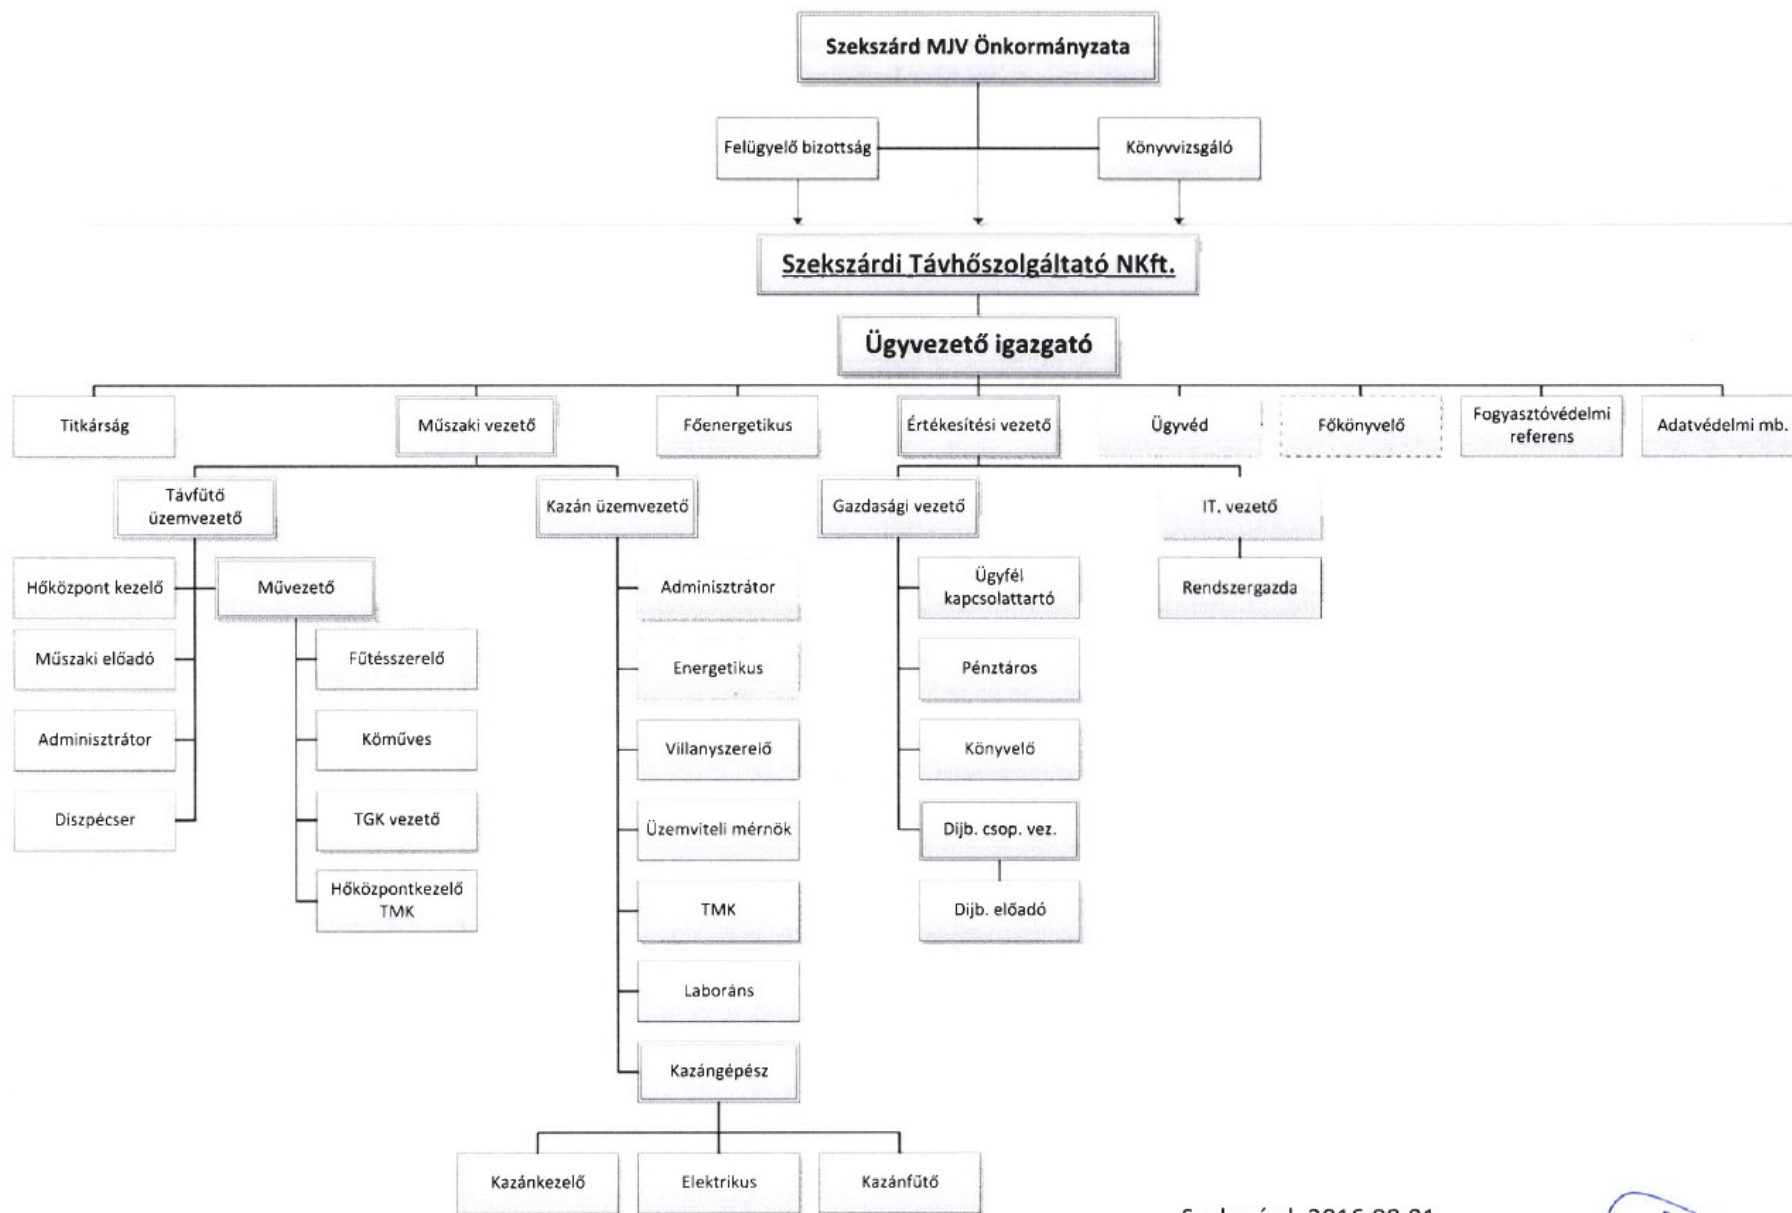 Szekszárd MJV Önkormányzata
Felügyelő bizottság
Könyvvizsgáló
Szekszárdi Távhőszolgáltató NKft.
Ügyvezető igazgató
Titkárság
Műszaki vezető
Főenergetikus
Értékesítési vezető
Ügyvéd
Főkönyvelő
Fogyasztóvédelmi
referens
Adatvédelmi mb.
Távfűtő
üzemvezető
Kazán üzemvezető
Gazdasági vezető
IT. vezető
Hőközpont kezelő
Művezető
Adminisztrátor
Ügyfél
kapcsolattartó
Rendszergazda
Műszaki előadó
Fűtésszerelő
Energetikus
Pénztáros
Adminisztrátor
Kőműves
Villanyszerelő
Könyvelő
Diszpécser
TGK vezető
Üzemviteli mérnök
Dijb. csop. vez.
Hőközpontkezelő
TMK
TMK
Dijb. előadó
Laboráns
Kazángépész
Kazánkezelő
Elektrikus
Kazánfűtő